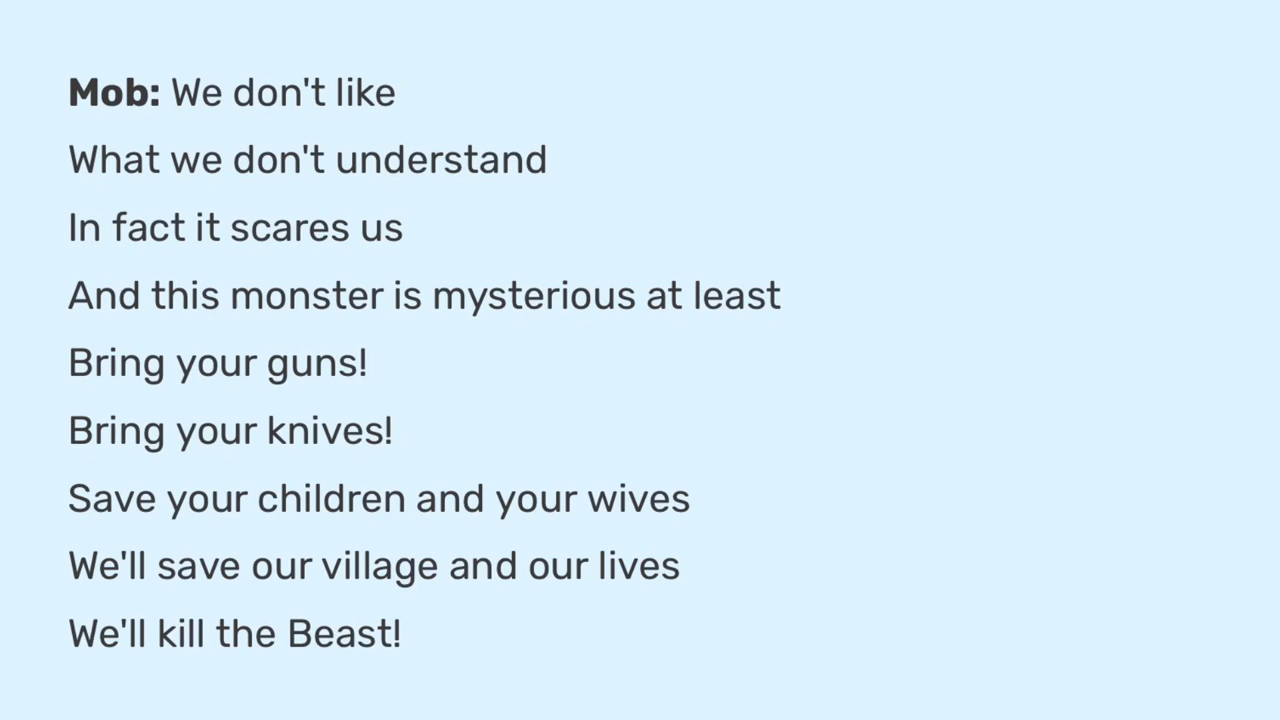 Mob: We don't like
What we don't understand
In fact it scares us
And this monster is mysterious at least
Bring your guns!
Bring your knives!
Save your children and your wives
We'll save our village and our lives
We'll kill the Beast!